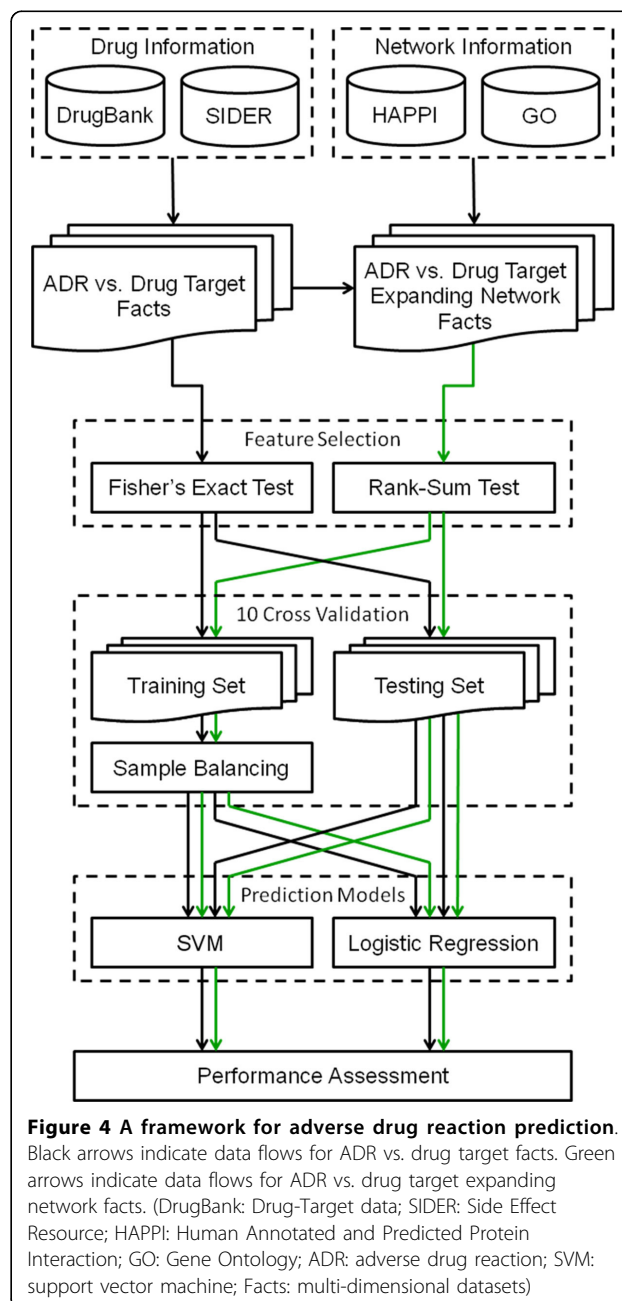 Drug Information
Network Information
DrugBank
SIDER
HAPPI
GO
ADR vs. Drug Target
Facts
ADR vs. Drug Target
Expanding Network
Facts
Feature Selection
Fisher's Exact Test
Rank-Sum Test
10 Cross Validation
Training Set
Testing Set
Sample Balancing
Prediction Models
SVM
Logistic Regression
Performance Assessment
Figure 4 A framework for adverse drug reaction prediction.
Black arrows indicate data flows for ADR vs. drug target facts. Green
arrows indicate data flows for ADR vs. drug target expanding
network facts. (DrugBank: Drug-Target data; SIDER: Side Effect
Resource; HAPPI: Human Annotated and Predicted Protein
Interaction; GO: Gene Ontology; ADR: adverse drug reaction; SVM:
support vector machine; Facts: multi-dimensional datasets)